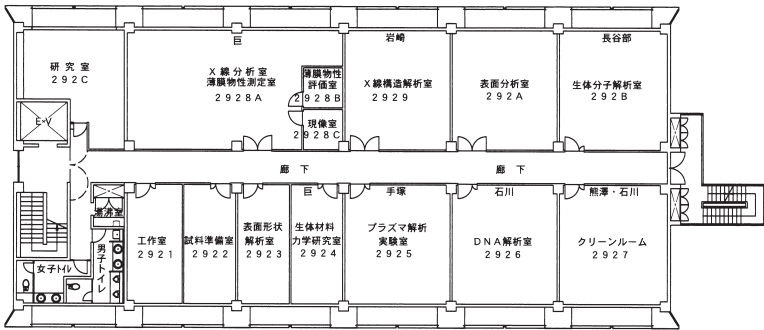 巨
岩崎
長谷部
研究室
292C
X線分析室
薄膜物性測定室
2928A
薄膜物性
評価室
2928B
現像室
2928C
X線構造解析室
2929
表面分析室
292A
生体分子解析室
292B
E×V
廊下
廊下
湯沸室
男子トイレ
女子トイレ
工作室
2921
試料準備室
2922
表面形状
解析室
2923
巨
生体材料
力学研究室
2924
手塚
プラズマ解析
実験室
2925
石川
DNA解析室
2926
熊澤・石川
クリーンルーム
2927